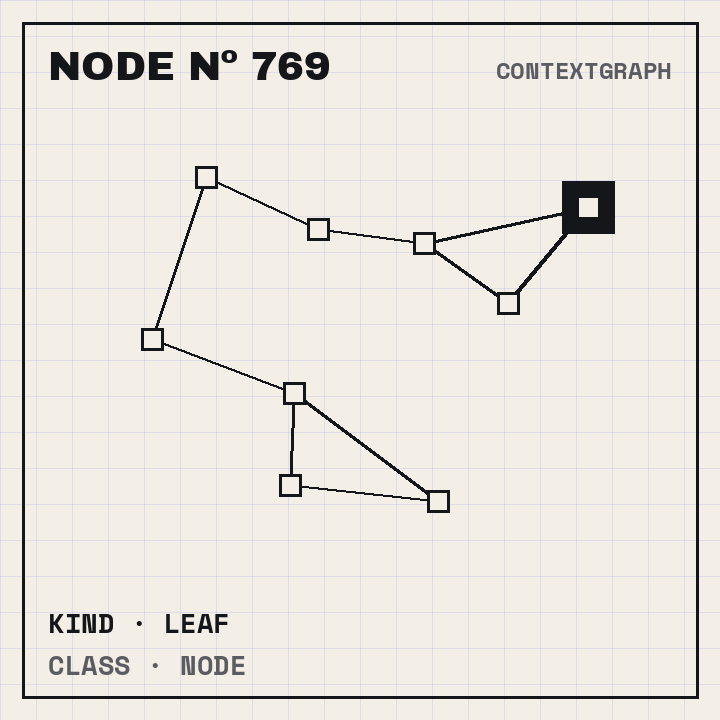 NODE Nº 769
CONTEXTGRAPH
KIND · LEAF
CLASS · NODE